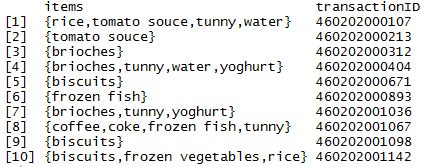 items transactionID
[1] {rice,tomato souce,tunny,water} 460202000107
[2] {tomato souce} 460202000213
[3] {brioches} 460202000312
[4] {brioches,tunny,water,yoghurt} 460202000404
[5] {biscuits} 460202000671
[6] {frozen fish} 460202000893
[7] {brioches,tunny,yoghurt} 460202001036
[8] {coffee,coke,frozen fish,tunny} 460202001067
[9] {biscuits} 460202001098
[10] {biscuits,frozen vegetables,rice} 460202001142